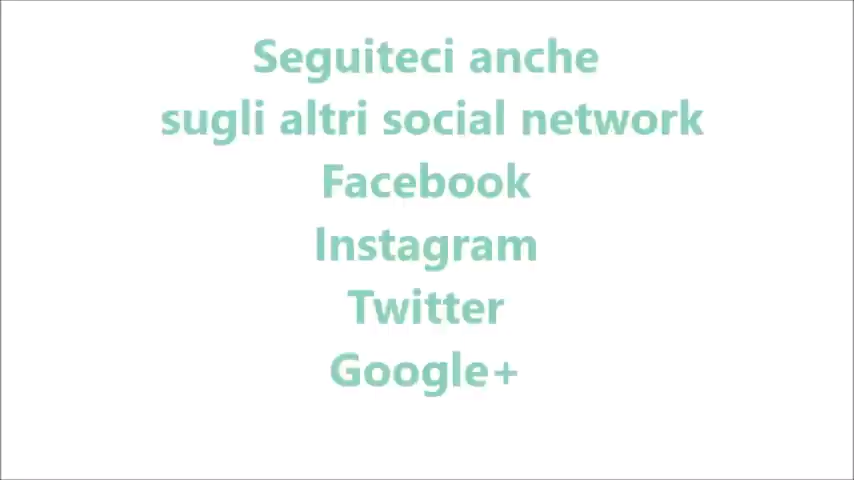 Seguiteci anche
sugli altri social network
Facebook
Instagram
Twitter
Google+